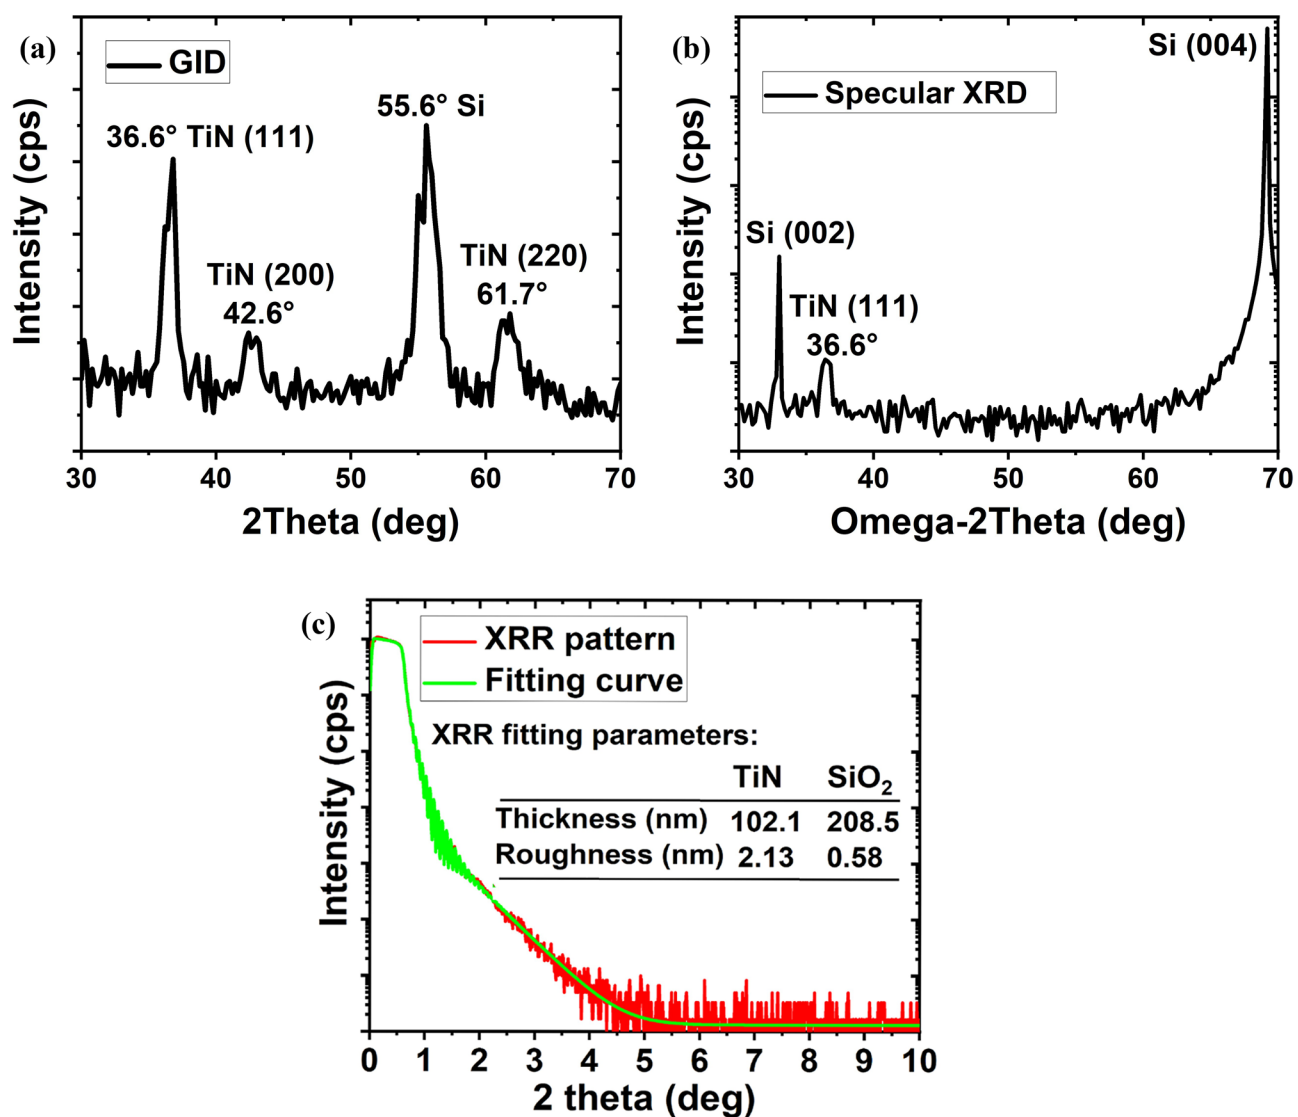 (a)
GID
36.6° TiN (111)
TiN (200)
42.6°
55.6° Si
TiN (220)
61.7°
Intensity (cps)
30 40 50 60 70
2Theta (deg)
(b)
Specular XRD
Si (004)
Si (002)
TiN (111)
36.6°
Intensity (cps)
30 40 50 60 70
Omega-2Theta (deg)
(c)
XRR pattern
Fitting curve
XRR fitting parameters:
TiN SiO₂
Thickness (nm) 102.1 208.5
Roughness (nm) 2.13 0.58
Intensity (cps)
0 1 2 3 4 5 6 7 8 9 10
2 theta (deg)